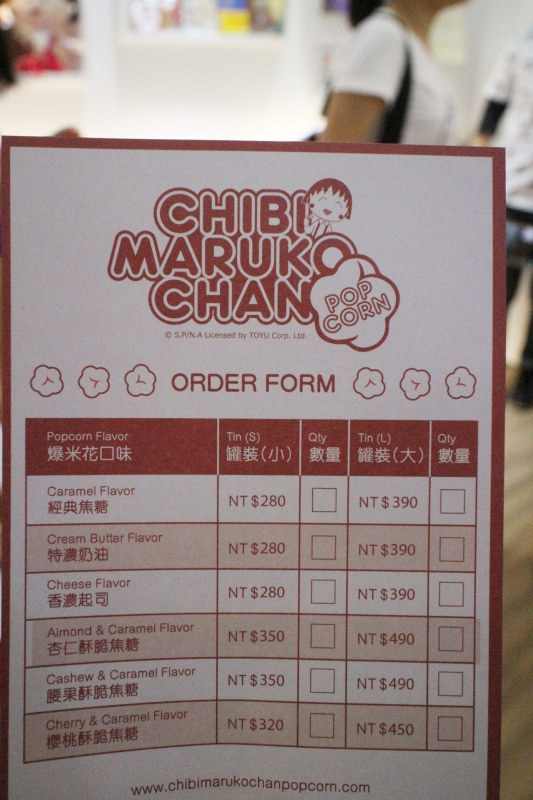 CHIBI
MARUKO
CHAN
POP
CORN
© S.P/N.A Licensed by TOYU Corp. Ltd.
ORDER FORM
Popcorn Flavor Tin (S) Qty Tin (L) Qty
爆米花口味 罐裝(小) 數量 罐裝(大) 數量
Caramel Flavor
經典焦糖 NT $280 NT $390
Cream Butter Flavor
特濃奶油 NT $280 NT $390
Cheese Flavor
香濃起司 NT $280 NT $390
Almond & Caramel Flavor
杏仁酥脆焦糖 NT $350 NT $490
Cashew & Caramel Flavor
腰果酥脆焦糖 NT $350 NT $490
Cherry & Caramel Flavor
櫻桃酥脆焦糖 NT $320 NT $450
www.chibimarukochanpopcorn.com